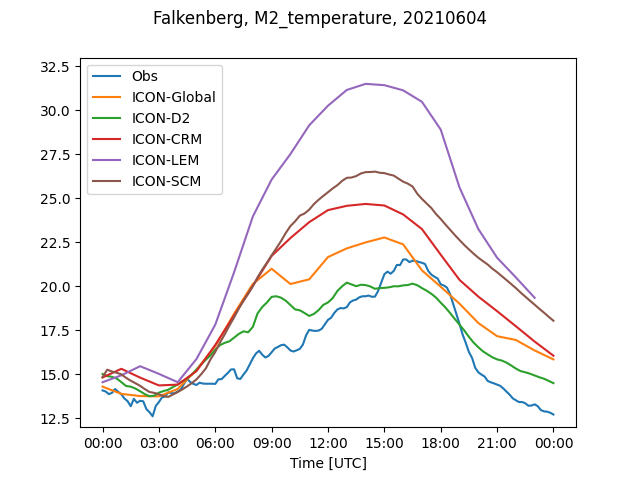 Falkenberg, M2_temperature, 20210604
32.5
30.0
27.5
25.0
22.5
20.0
17.5
15.0
12.5
Obs
ICON-Global
ICON-D2
ICON-CRM
ICON-LEM
ICON-SCM
00:00 03:00 06:00 09:00 12:00 15:00 18:00 21:00 00:00
Time [UTC]